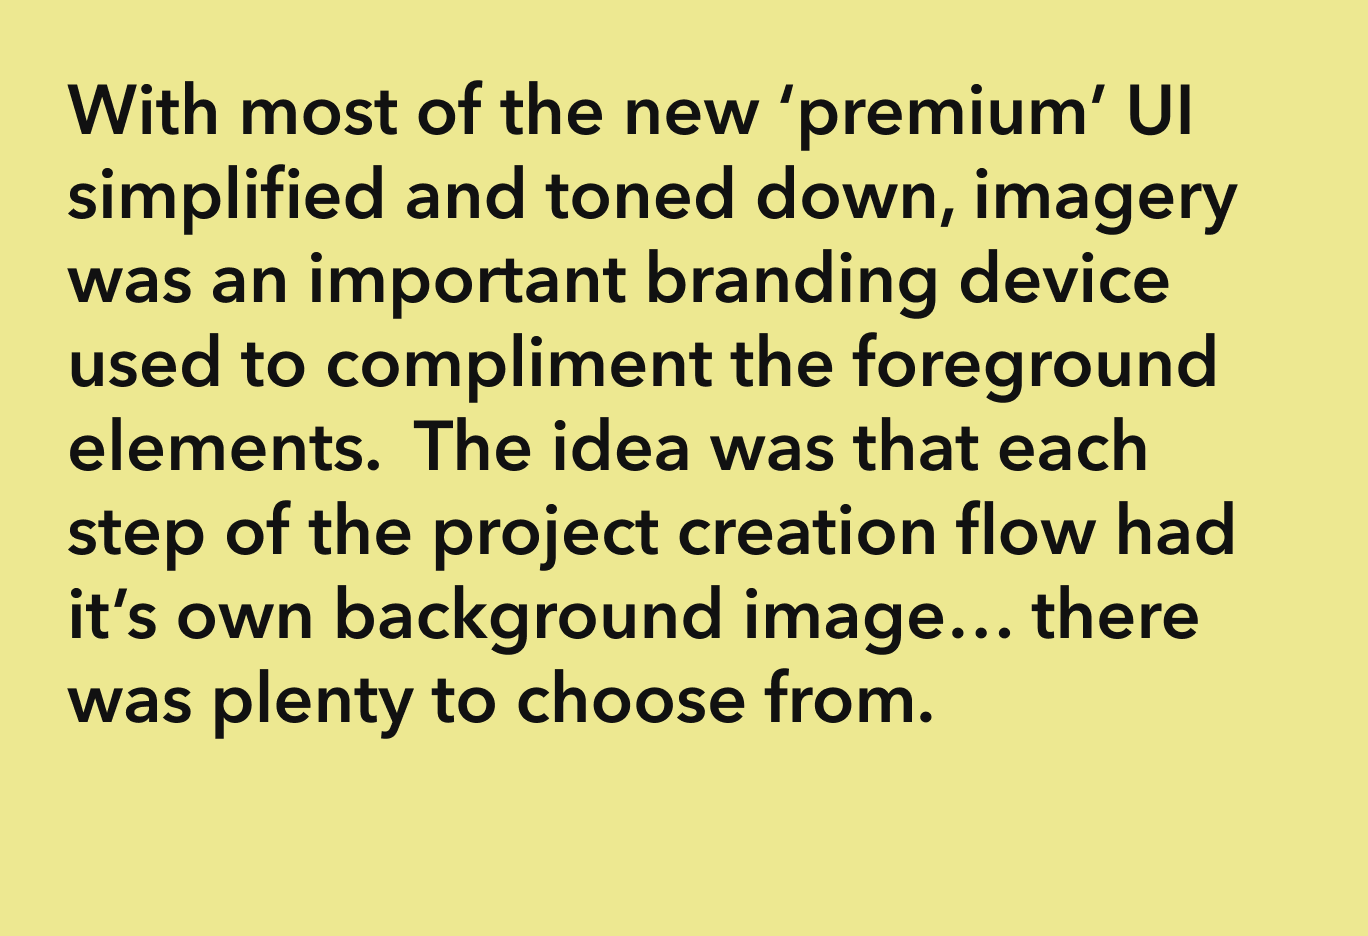 With most of the new ‘premium’ UI
simplified and toned down, imagery
was an important branding device
used to compliment the foreground
elements.  The idea was that each
step of the project creation flow had
it’s own background image… there
was plenty to choose from.